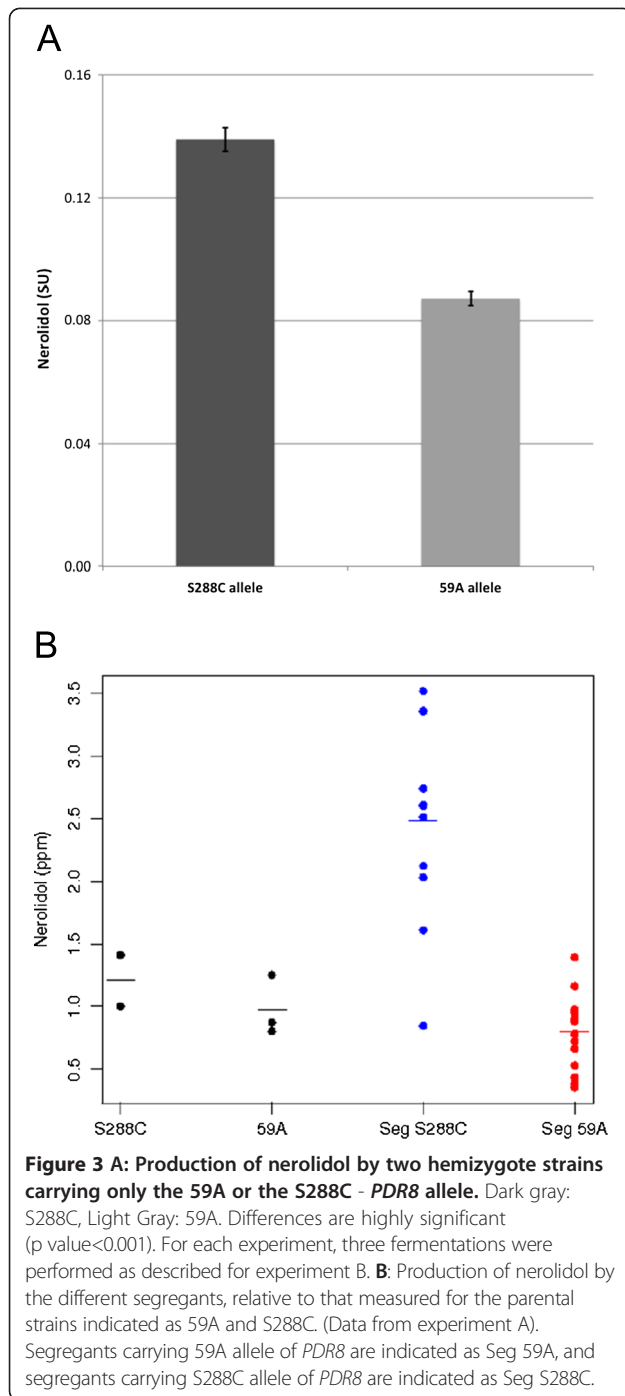 A
0.16
0.12
0.08
0.04
0.00
Nerolidol (SU)
S288C allele
59A allele
B
3.5
3.0
2.5
2.0
1.5
1.0
0.5
Nerolidol (ppm)
S288C
59A
Seg S288C
Seg 59A
Figure 3 A: Production of nerolidol by two hemizygote strains
carrying only the 59A or the S288C - PDR8 allele. Dark gray:
S288C, Light Gray: 59A. Differences are highly significant
(p value<0.001). For each experiment, three fermentations were
performed as described for experiment B. B: Production of nerolidol by
the different segregants, relative to that measured for the parental
strains indicated as 59A and S288C. (Data from experiment A).
Segregants carrying 59A allele of PDR8 are indicated as Seg 59A, and
segregants carrying S288C allele of PDR8 are indicated as Seg S288C.